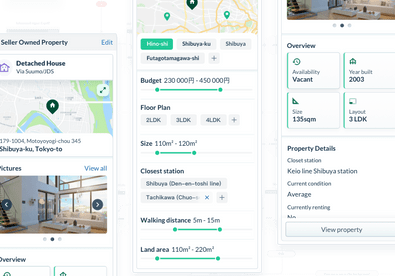 Seller Owned Property
Edit
Detached House
Via Suumo/JDS
179-1004, Motoyoyogi-chou 345
Shibuya-ku, Tokyo-to
Pictures
View all
Overview
Hino-shi
Shibuya-ku
Shibuya
Futagotamagawa-shi
+
Budget 230 000円 - 450 000円
Floor Plan
2LDK
3LDK
4LDK
+
Size 110m² - 120m²
Closest station
Shibuya (Den-en-toshi line)
Tachikawa (Chuo-
×
+
Walking distance 5m - 15m
Land area 110m² - 220m²
Overview
Availability
Vacant
Year built
2003
Size
135sqm
Layout
3 LDK
Property Details
Closet station
Keio line Shibuya station
Current condition
Average
Currently renting
No
View property